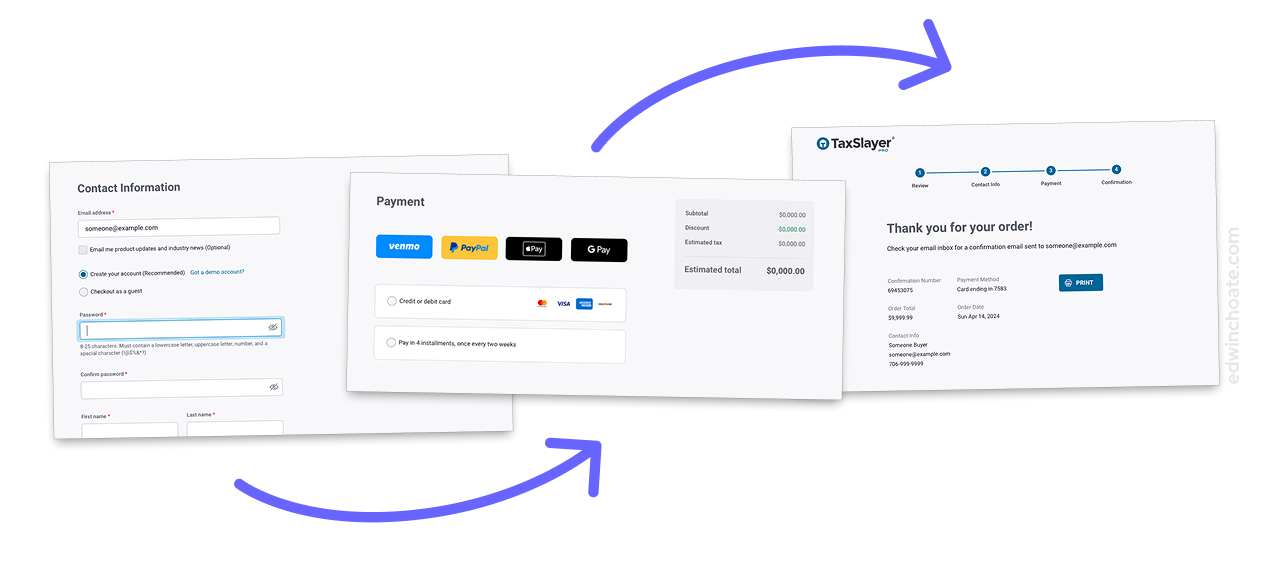 Contact Information
Email address *
someone@example.com
Email me product updates and industry news (Optional)
Create your account (Recommended) Got a demo account?
Checkout as a guest
Password *
8-25 characters. Must contain a lowercase letter, uppercase letter, number, and a
special character (!@$%&*?)
Confirm password *
First name * Last name *
Payment
venmo PayPal Pay G Pay
Credit or debit card VISA
Pay in 4 installments, once every two weeks
Subtotal $0,000.00
Discount -$0,000.00
Estimated tax $0,000.00
Estimated total $0,000.00
TaxSlayer®
PRO
1 2 3 4
Review Contact Info Payment Confirmation
Thank you for your order!
Check your email inbox for a confirmation email sent to someone@example.com
Confirmation Number Payment Method
69453075 Card ending in 7583
PRINT
Order Total Order Date
$9,999.99 Sun Apr 14, 2024
Contact Info
Someone Buyer
someone@example.com
706-999-9999
edwinchoate.com